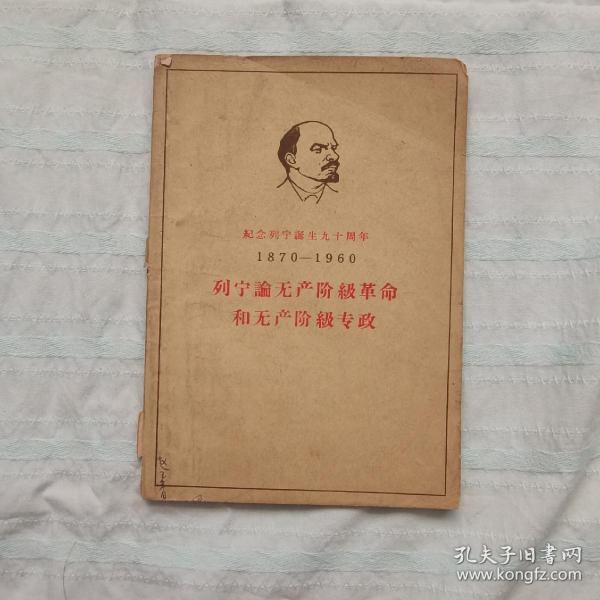 紀念列宁誕生九十周年
1870—1960
列宁論无产阶級革命
和无产阶級专政
孔夫子旧書网
www.kongfz.com